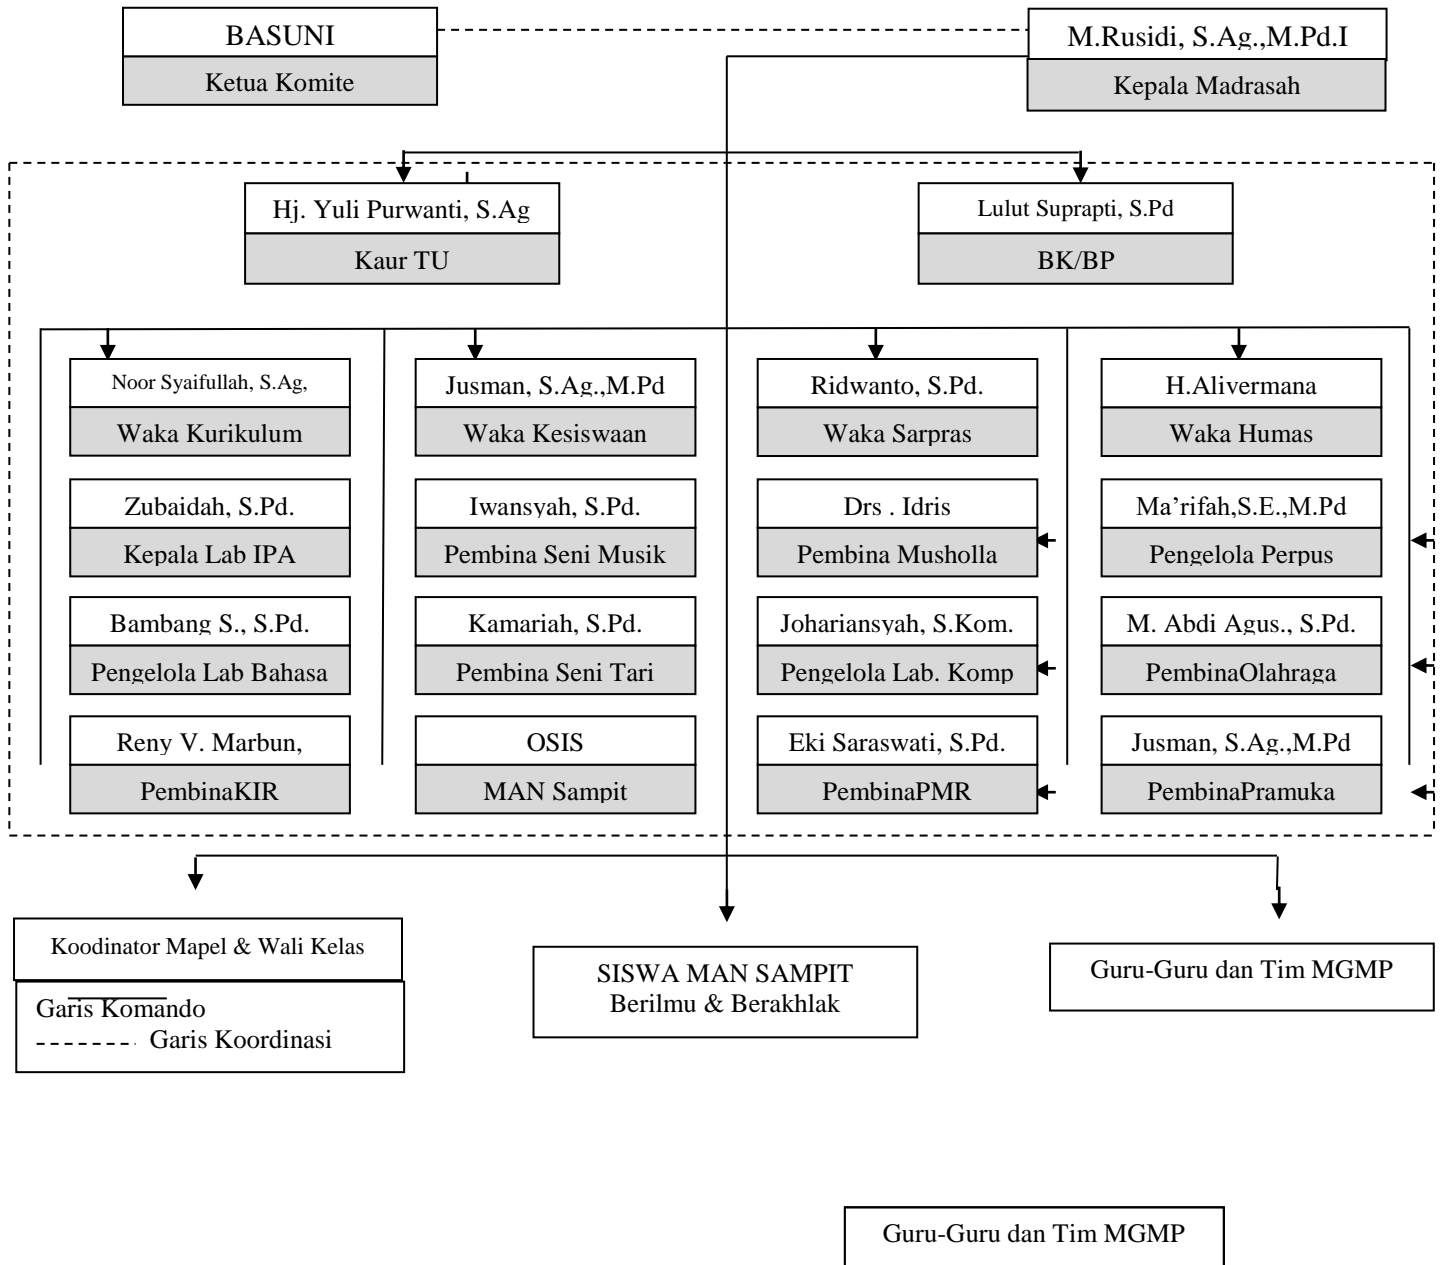 BASUNI
Ketua Komite
M.Rusidi, S.Ag.,M.Pd.I
Kepala Madrasah
Hj. Yuli Purwanti, S.Ag
Kaur TU
Lulut Suprapti, S.Pd
BK/BP
Noor Syaifullah, S.Ag,
Waka Kurikulum
Jusman, S.Ag.,M.Pd
Waka Kesiswaan
Ridwanto, S.Pd.
Waka Sarpras
H.Alivermana
Waka Humas
Zubaidah, S.Pd.
Kepala Lab IPA
Iwansyah, S.Pd.
Pembina Seni Musik
Drs . Idris
Pembina Musholla
Ma’rifah,S.E.,M.Pd
Pengelola Perpus
Bambang S., S.Pd.
Pengelola Lab Bahasa
Kamariah, S.Pd.
Pembina Seni Tari
Johariansyah, S.Kom.
Pengelola Lab. Komp
M. Abdi Agus., S.Pd.
PembinaOlahraga
Reny V. Marbun,
PembinaKIR
OSIS
MAN Sampit
Eki Saraswati, S.Pd.
PembinaPMR
Jusman, S.Ag.,M.Pd
PembinaPramuka
Koodinator Mapel & Wali Kelas
SISWA MAN SAMPIT
Berilmu & Berakhlak
Guru-Guru dan Tim MGMP
Garis Komando
Garis Koordinasi
Guru-Guru dan Tim MGMP